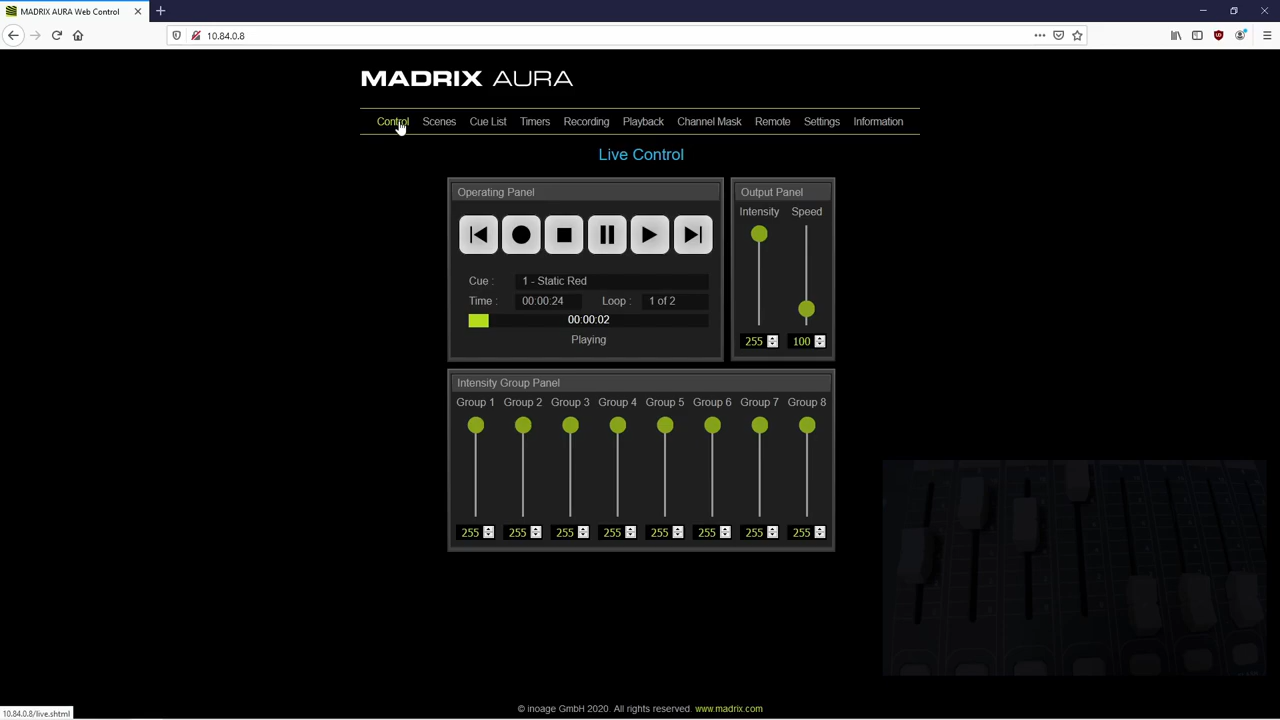 MADRIX AURA Web Control
10.84.0.8
MADRIX AURA
Control Scenes Cue List Timers Recording Playback Channel Mask Remote Settings Information
Live Control
Operating Panel
Cue : 1 - Static Red
Time : 00:00:24 Loop : 1 of 2
00:00:02
Playing
Output Panel
Intensity Speed
255 100
Intensity Group Panel
Group 1 Group 2 Group 3 Group 4 Group 5 Group 6 Group 7 Group 8
255 255 255 255 255 255 255 255
© inoage GmbH 2020. All rights reserved. www.madrix.com
10.84.0.8/live.shtml